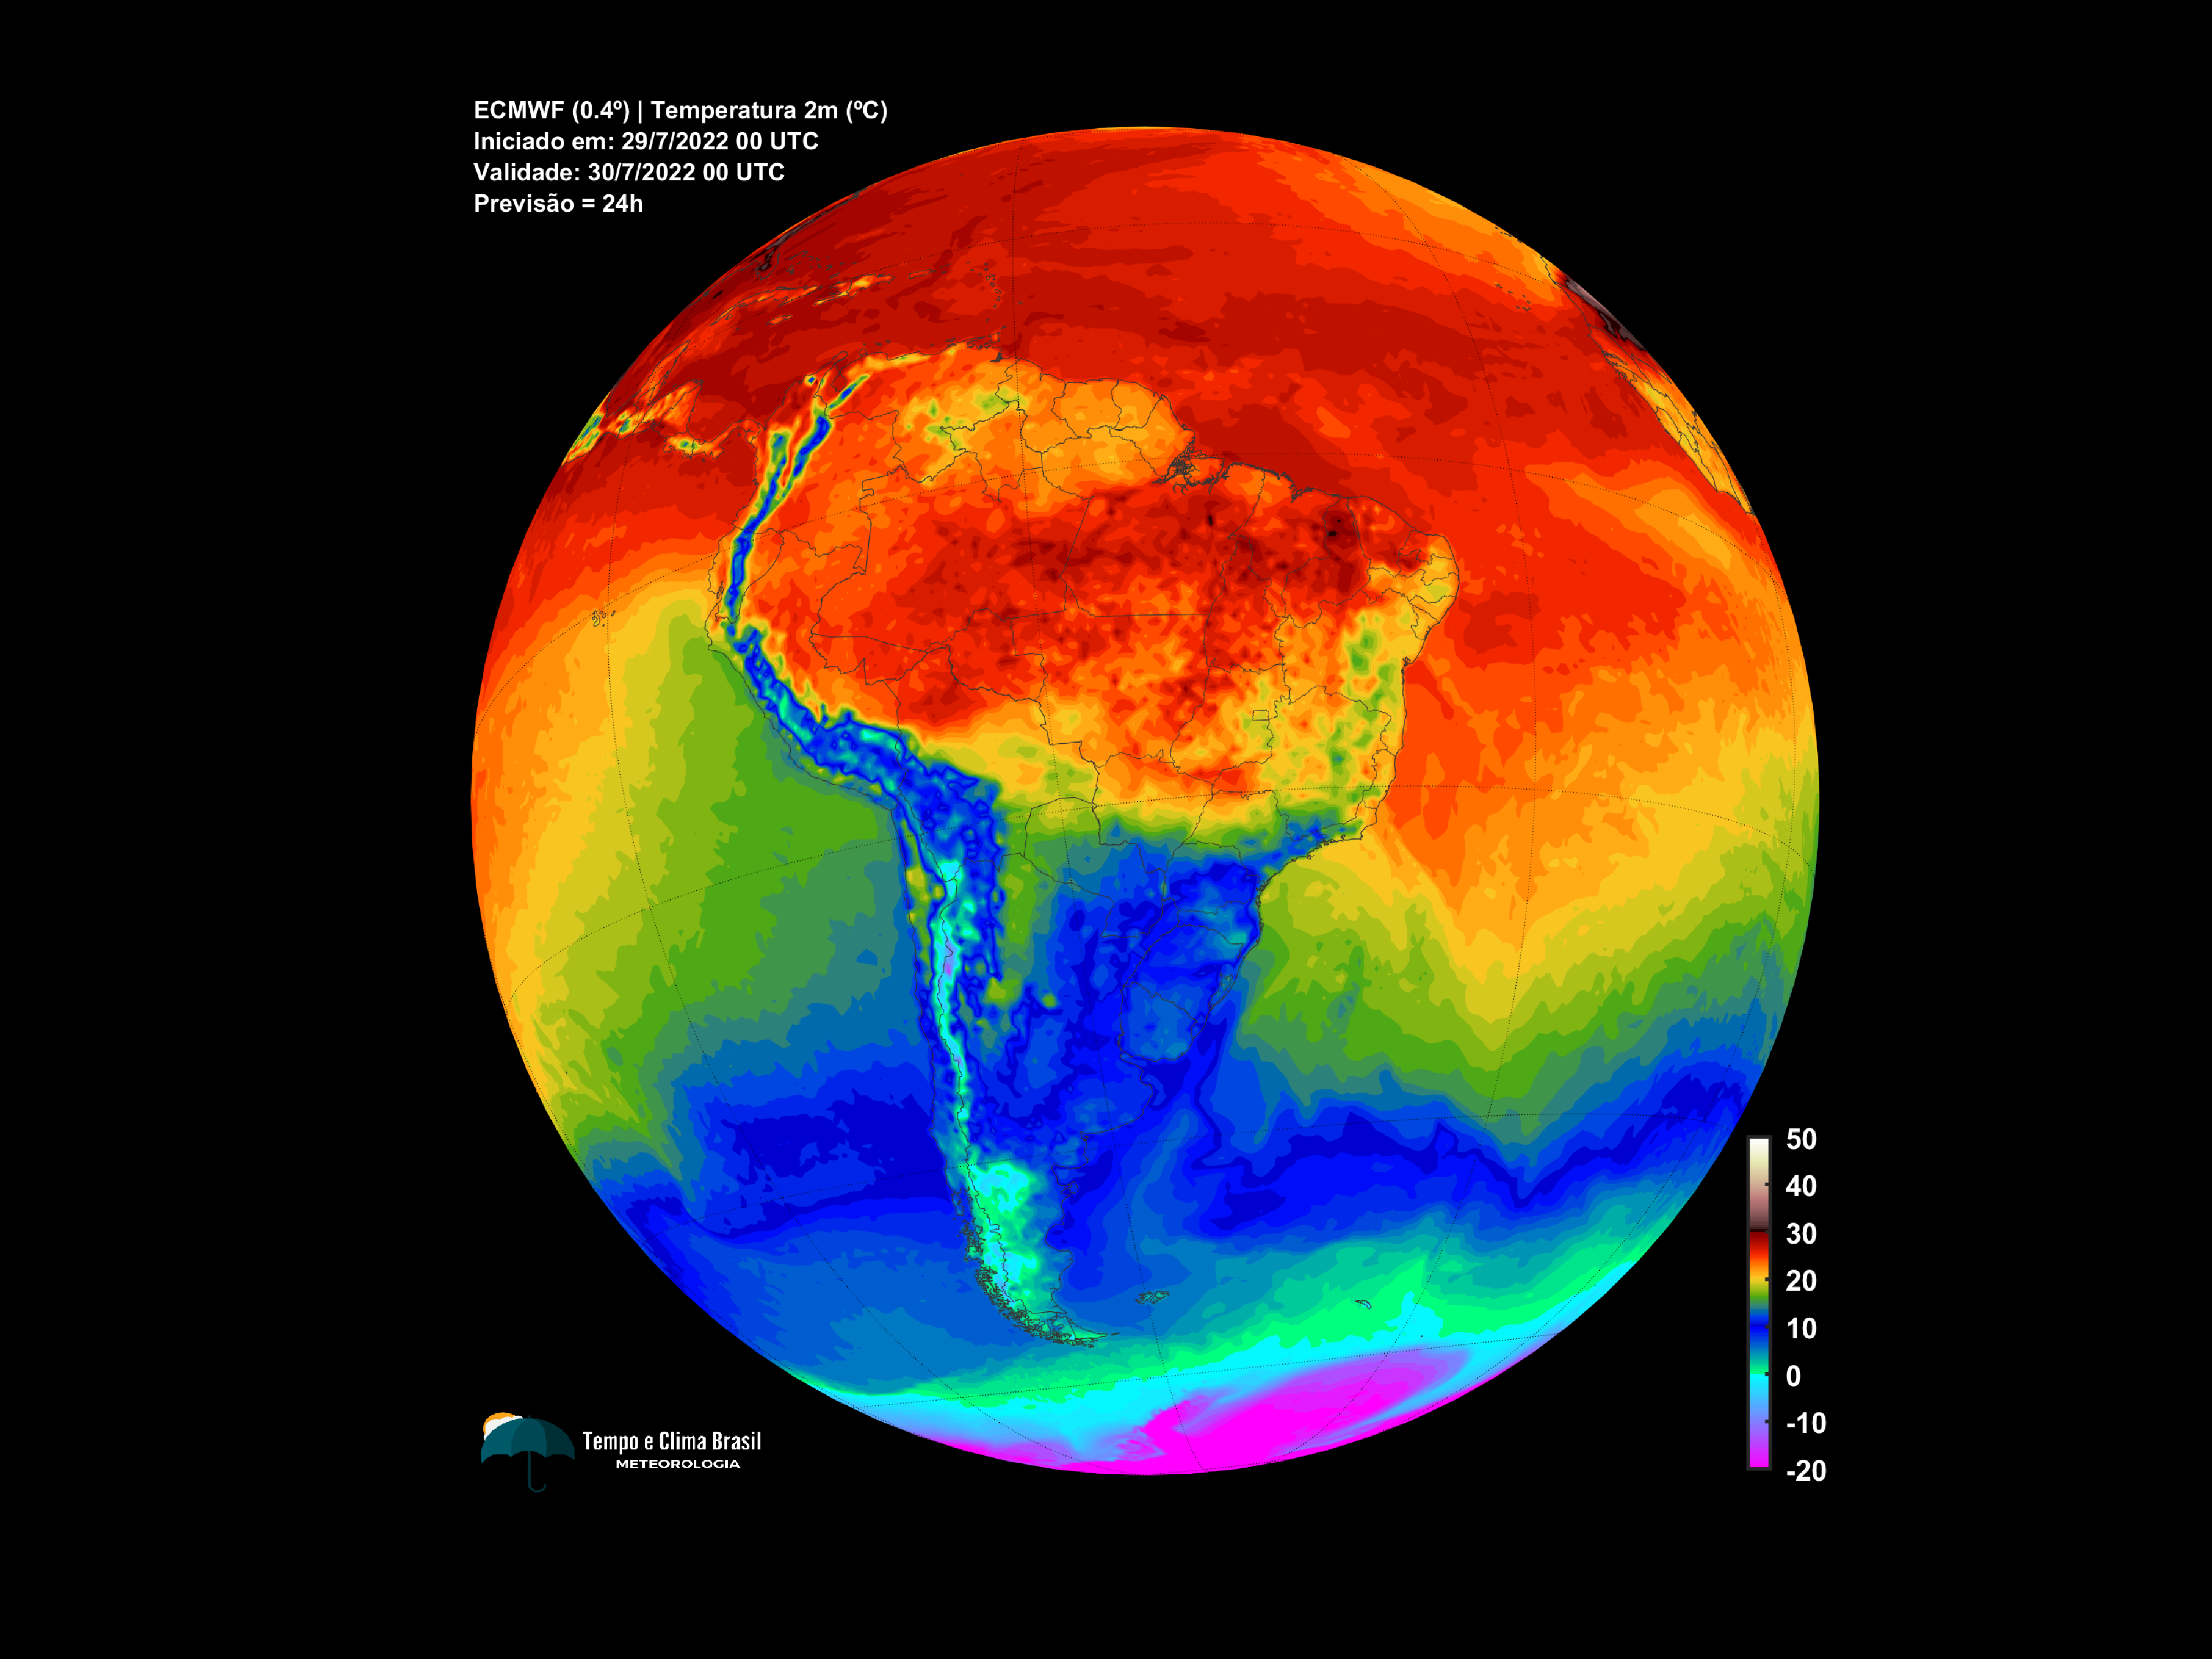 ECMWF (0.4º) | Temperatura 2m (ºC)
Iniciado em: 29/7/2022 00 UTC
Validade: 30/7/2022 00 UTC
Previsão = 24h
50
40
30
20
10
0
-10
-20
Tempo e Clima Brasil
METEOROLOGIA